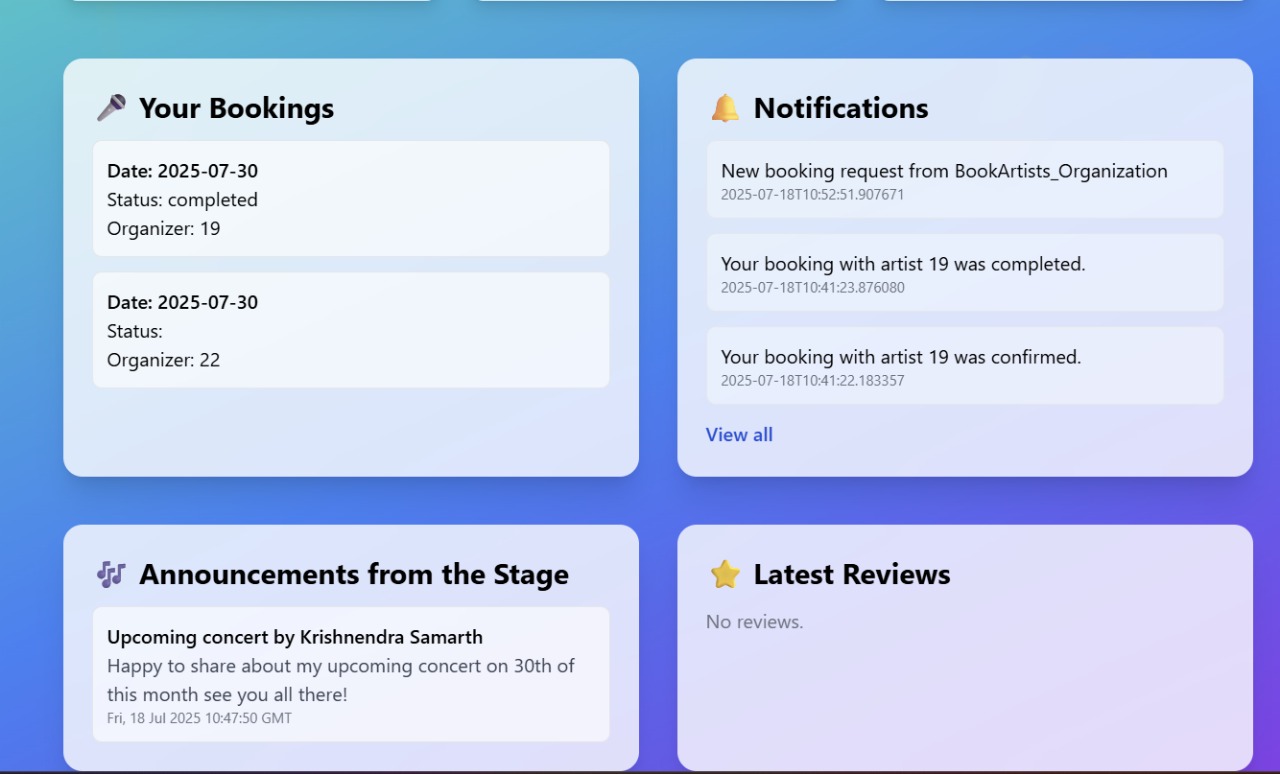 Your Bookings
Date: 2025-07-30
Status: completed
Organizer: 19
Date: 2025-07-30
Status:
Organizer: 22
Notifications
New booking request from BookArtists_Organization
2025-07-18T10:52:51.907671
Your booking with artist 19 was completed.
2025-07-18T10:41:23.876080
Your booking with artist 19 was confirmed.
2025-07-18T10:41:22.183357
View all
Announcements from the Stage
Upcoming concert by Krishnendra Samarth
Happy to share about my upcoming concert on 30th of
this month see you all there!
Fri, 18 Jul 2025 10:47:50 GMT
Latest Reviews
No reviews.